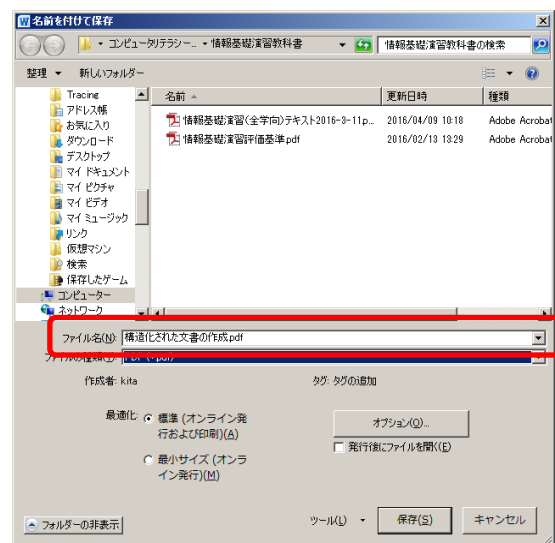 名前を付けて保存
コンピュータリテラシー... 情報基礎演習教科書
情報基礎演習教科書の検索
整理 新しいフォルダー
名前 更新日時 種類
Tracing
アドレス帳
お気に入り
ダウンロード
デスクトップ
マイ ドキュメント
マイ ピクチャ
マイ ビデオ
マイ ミュージック
リンク
仮想マシン
検索
保存したゲーム
コンピューター
ネットワーク
情報基礎演習(全学向)テキスト2016-3-11p... 2016/04/09 10:18 Adobe Acrobat
情報基礎演習評価基準.pdf 2016/02/13 13:29 Adobe Acrobat
ファイル名(N): 構造化された文書の作成.pdf
ファイルの種類(T): PDF (*.pdf)
作成者: kita タグ: タグの追加
最適化: 標準 (オンライン発
行および印刷)(A)
最小サイズ (オンラ
イン発行)(M)
オプション(O)...
発行後にファイルを開く(E)
フォルダーの非表示 ツール(L) 保存(S) キャンセル